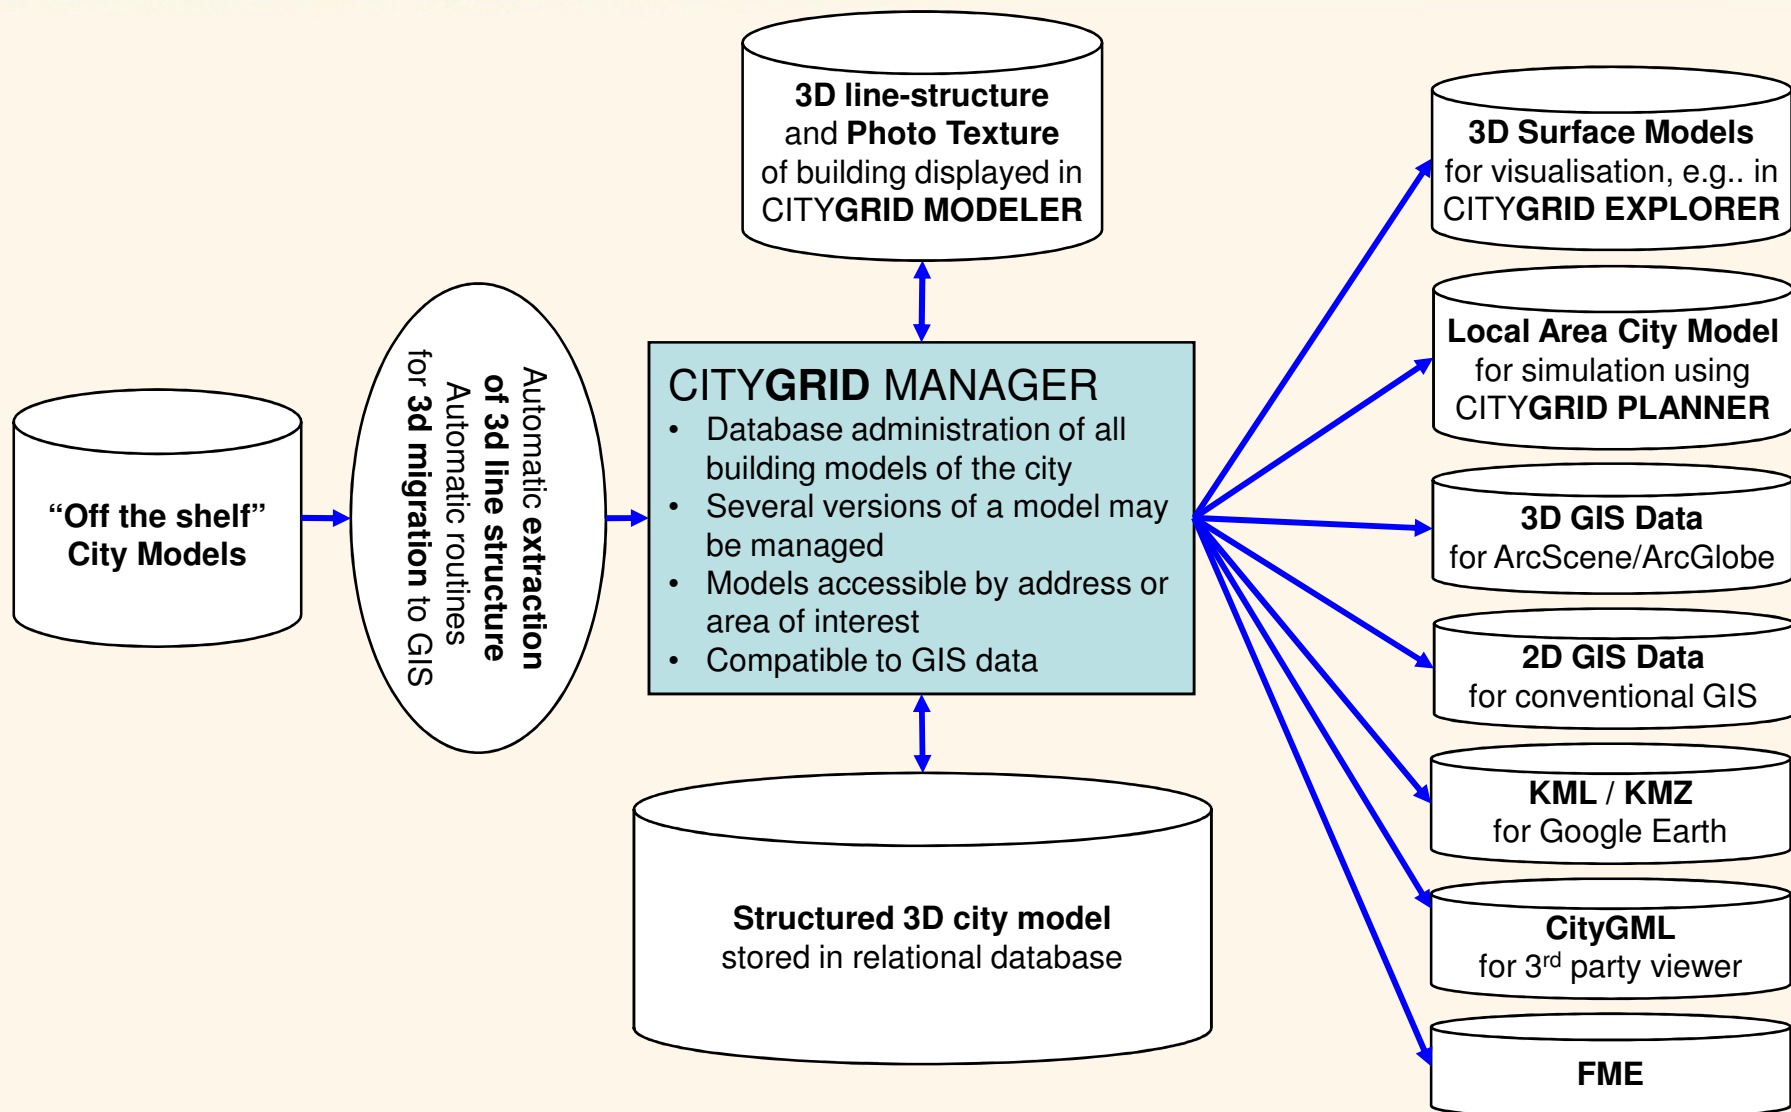 3D line-structure
and Photo Texture
of building displayed in
CITYGRID MODELER
“Off the shelf”
City Models
Automatic extraction
of 3d line structure
Automatic routines
for 3d migration to GIS
CITYGRID MANAGER
• Database administration of all
building models of the city
• Several versions of a model may
be managed
• Models accessible by address or
area of interest
• Compatible to GIS data
Structured 3D city model
stored in relational database
3D Surface Models
for visualisation, e.g.. in
CITYGRID EXPLORER
Local Area City Model
for simulation using
CITYGRID PLANNER
3D GIS Data
for ArcScene/ArcGlobe
2D GIS Data
for conventional GIS
KML / KMZ
for Google Earth
CityGML
for 3rd party viewer
FME